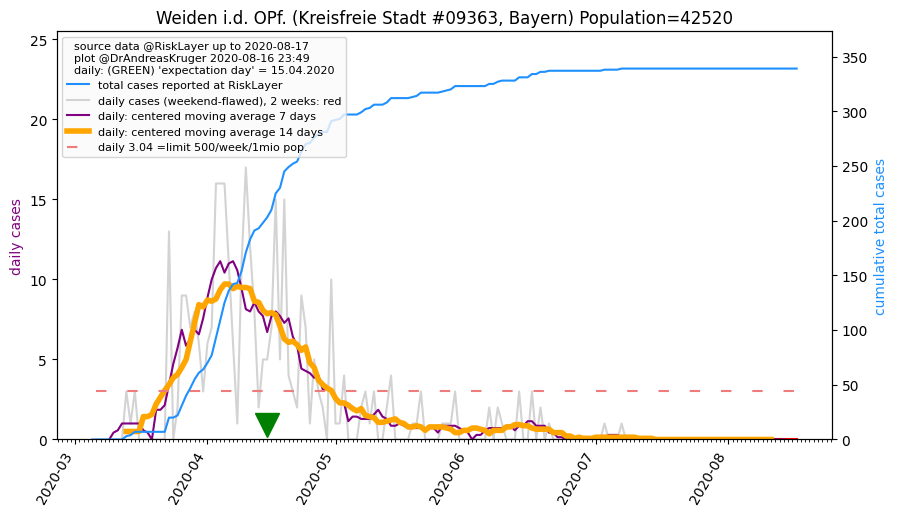 Weiden i.d. OPf. (Kreisfreie Stadt #09363, Bayern) Population=42520
source data @RiskLayer up to 2020-08-17
plot @DrAndreasKruger 2020-08-16 23:49
daily: (GREEN) 'expectation day' = 15.04.2020
total cases reported at RiskLayer
daily cases (weekend-flawed), 2 weeks: red
daily: centered moving average 7 days
daily: centered moving average 14 days
daily 3.04 =limit 500/week/1mio pop.
daily cases
25
20
15
10
5
0
cumulative total cases
350
300
250
200
150
100
50
0
2020-03
2020-04
2020-05
2020-06
2020-07
2020-08